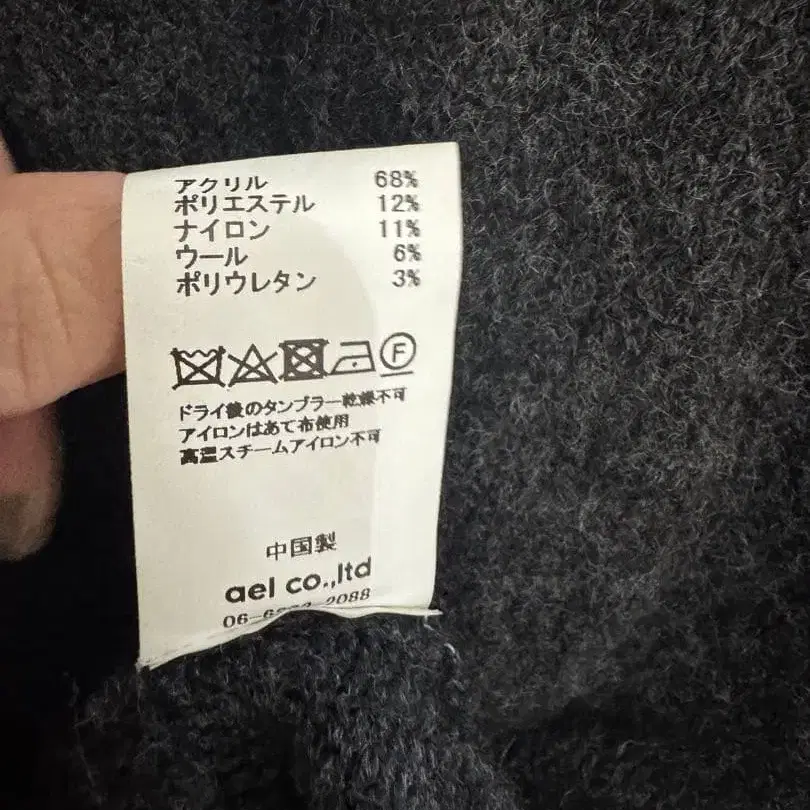 アクリル 68%
ポリエステル 12%
ナイロン 11%
ウール 6%
ポリウレタン 3%
F
ドライ後のタンブラー乾燥不可
アイロンはあて布使用
高温スチームアイロン不可
中国製
ael co.,ltd
2088